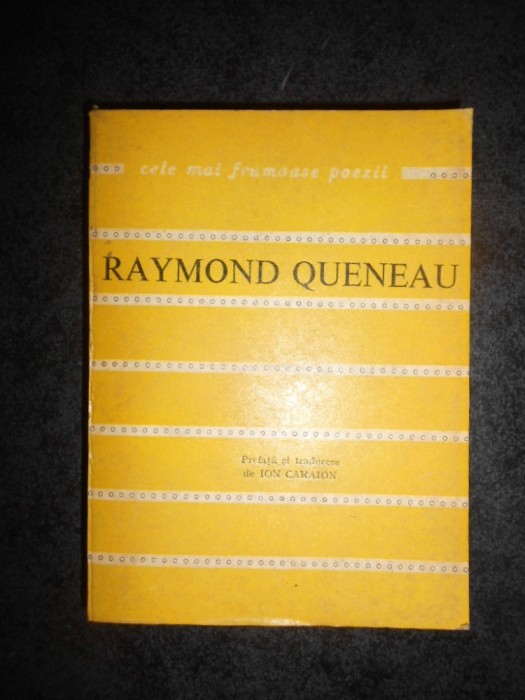 cele mai frumoase poezii
RAYMOND QUENEAU
Prefață și traducere
de ION CARAION